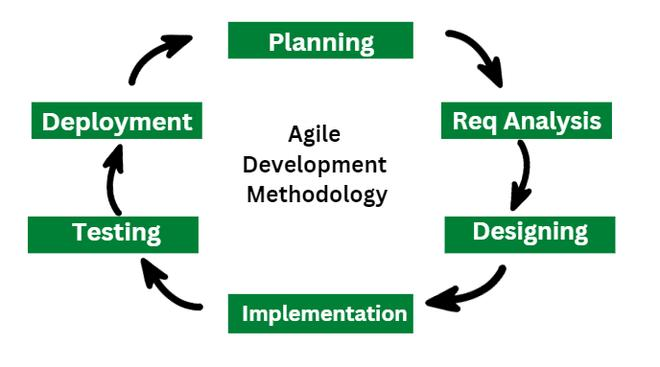 Planning
Req Analysis
Designing
Implementation
Testing
Deployment
Agile
Development
Methodology